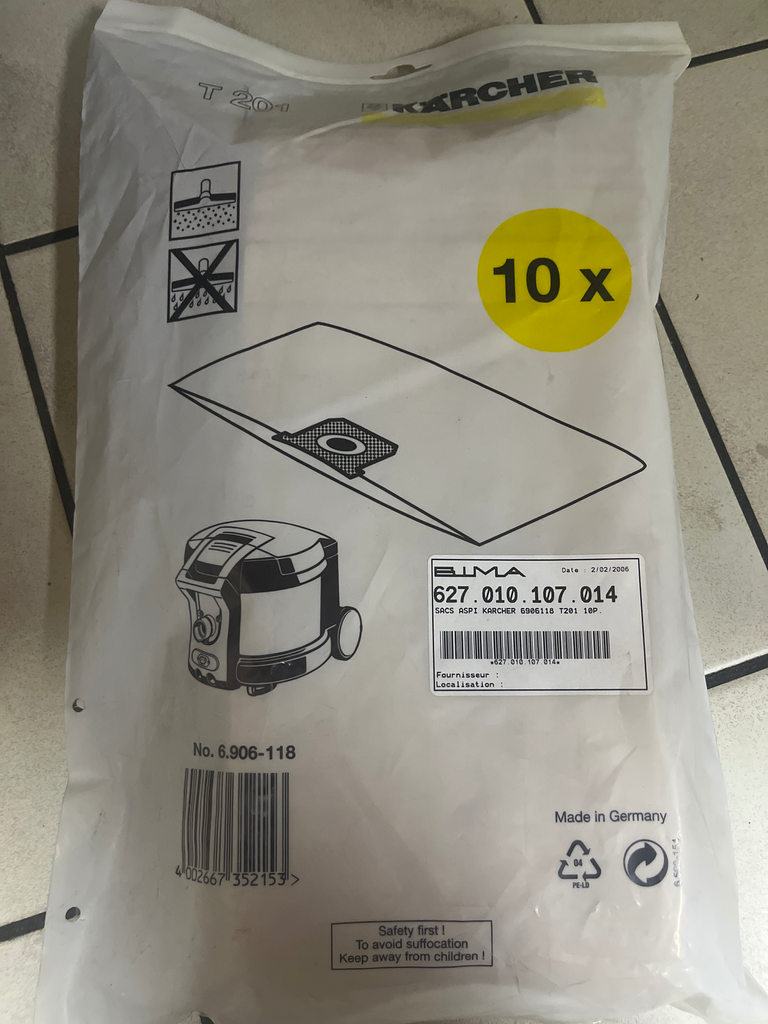 T 201
KÄRCHER
10 x
BIMA
Date : 2/02/2006
627.010.107.014
SACS ASPI KARCHER 6906118 T201 10P.
*627.010.107.014*
Fournisseur :
Localisation :
No. 6.906-118
4 002667 352153 >
Made in Germany
04
PE-LD
Safety first !
To avoid suffocation
Keep away from children !